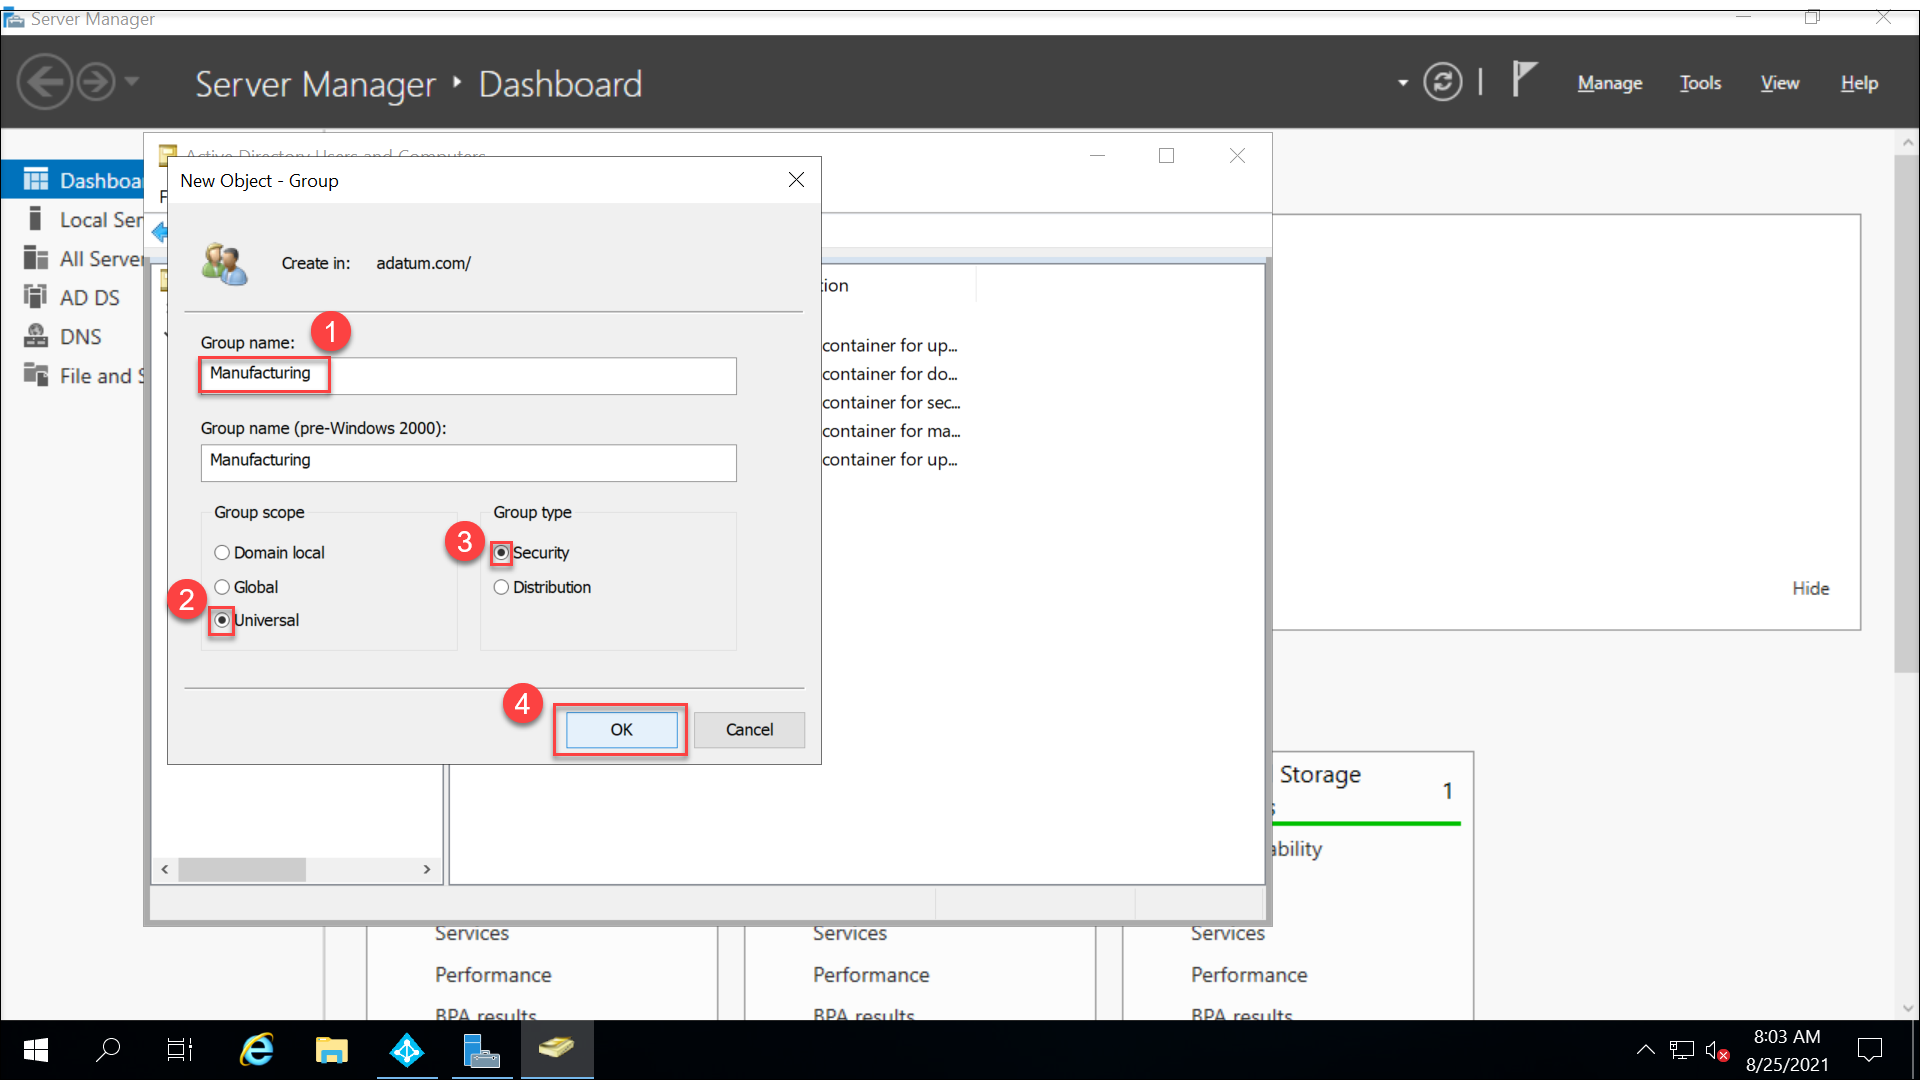 Server Manager
Server Manager ‣ Dashboard
Manage
Tools
View
Help
Active Directory Users and Computers
New Object - Group
Create in: adatum.com/
Group name:
1
Manufacturing
Group name (pre-Windows 2000):
Manufacturing
Group scope
Domain local
Global
2
Universal
Group type
3
Security
Distribution
4
OK
Cancel
Dashboar
Local Ser
All Server
AD DS
DNS
File and S
F
tion
container for up...
container for do...
container for sec...
container for ma...
container for up...
Hide
Storage
1
s
ability
Services
Performance
BPA results
Services
Performance
BPA results
Services
Performance
BPA results
8:03 AM
8/25/2021